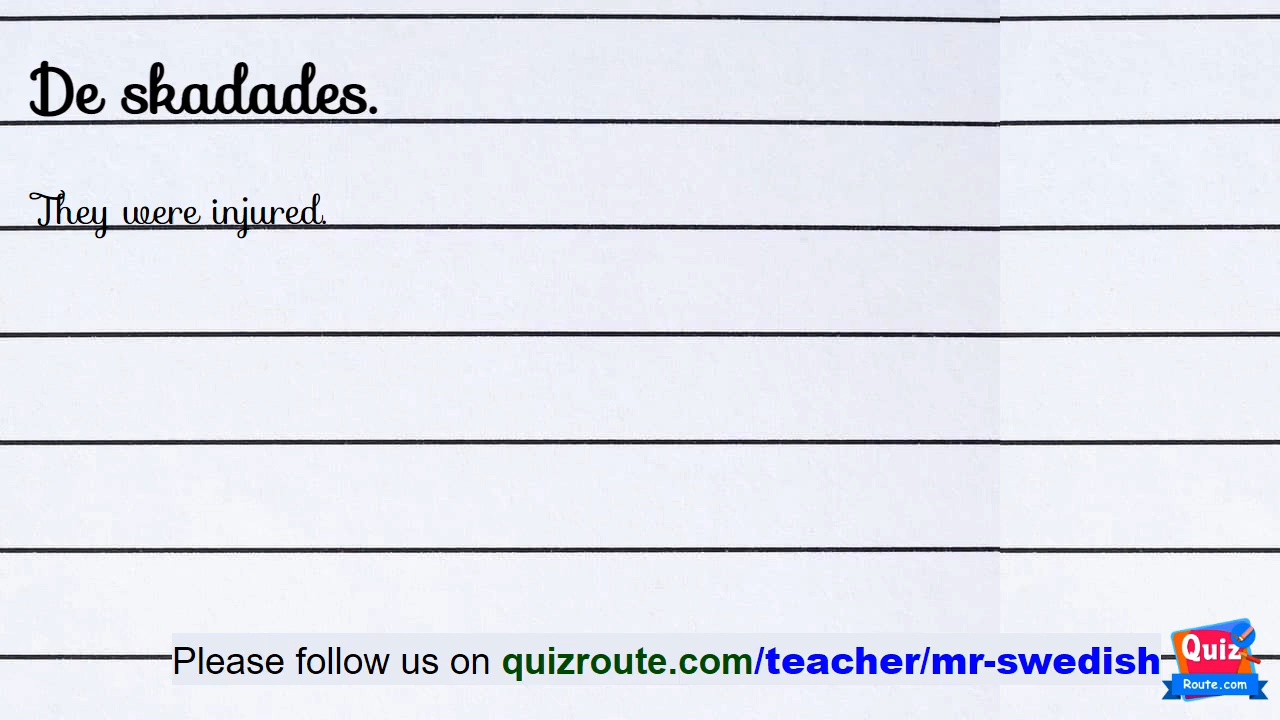 De skadades.
They were injured.
Please follow us on quizroute.com/teacher/mr-swedish
Quiz
Route.com